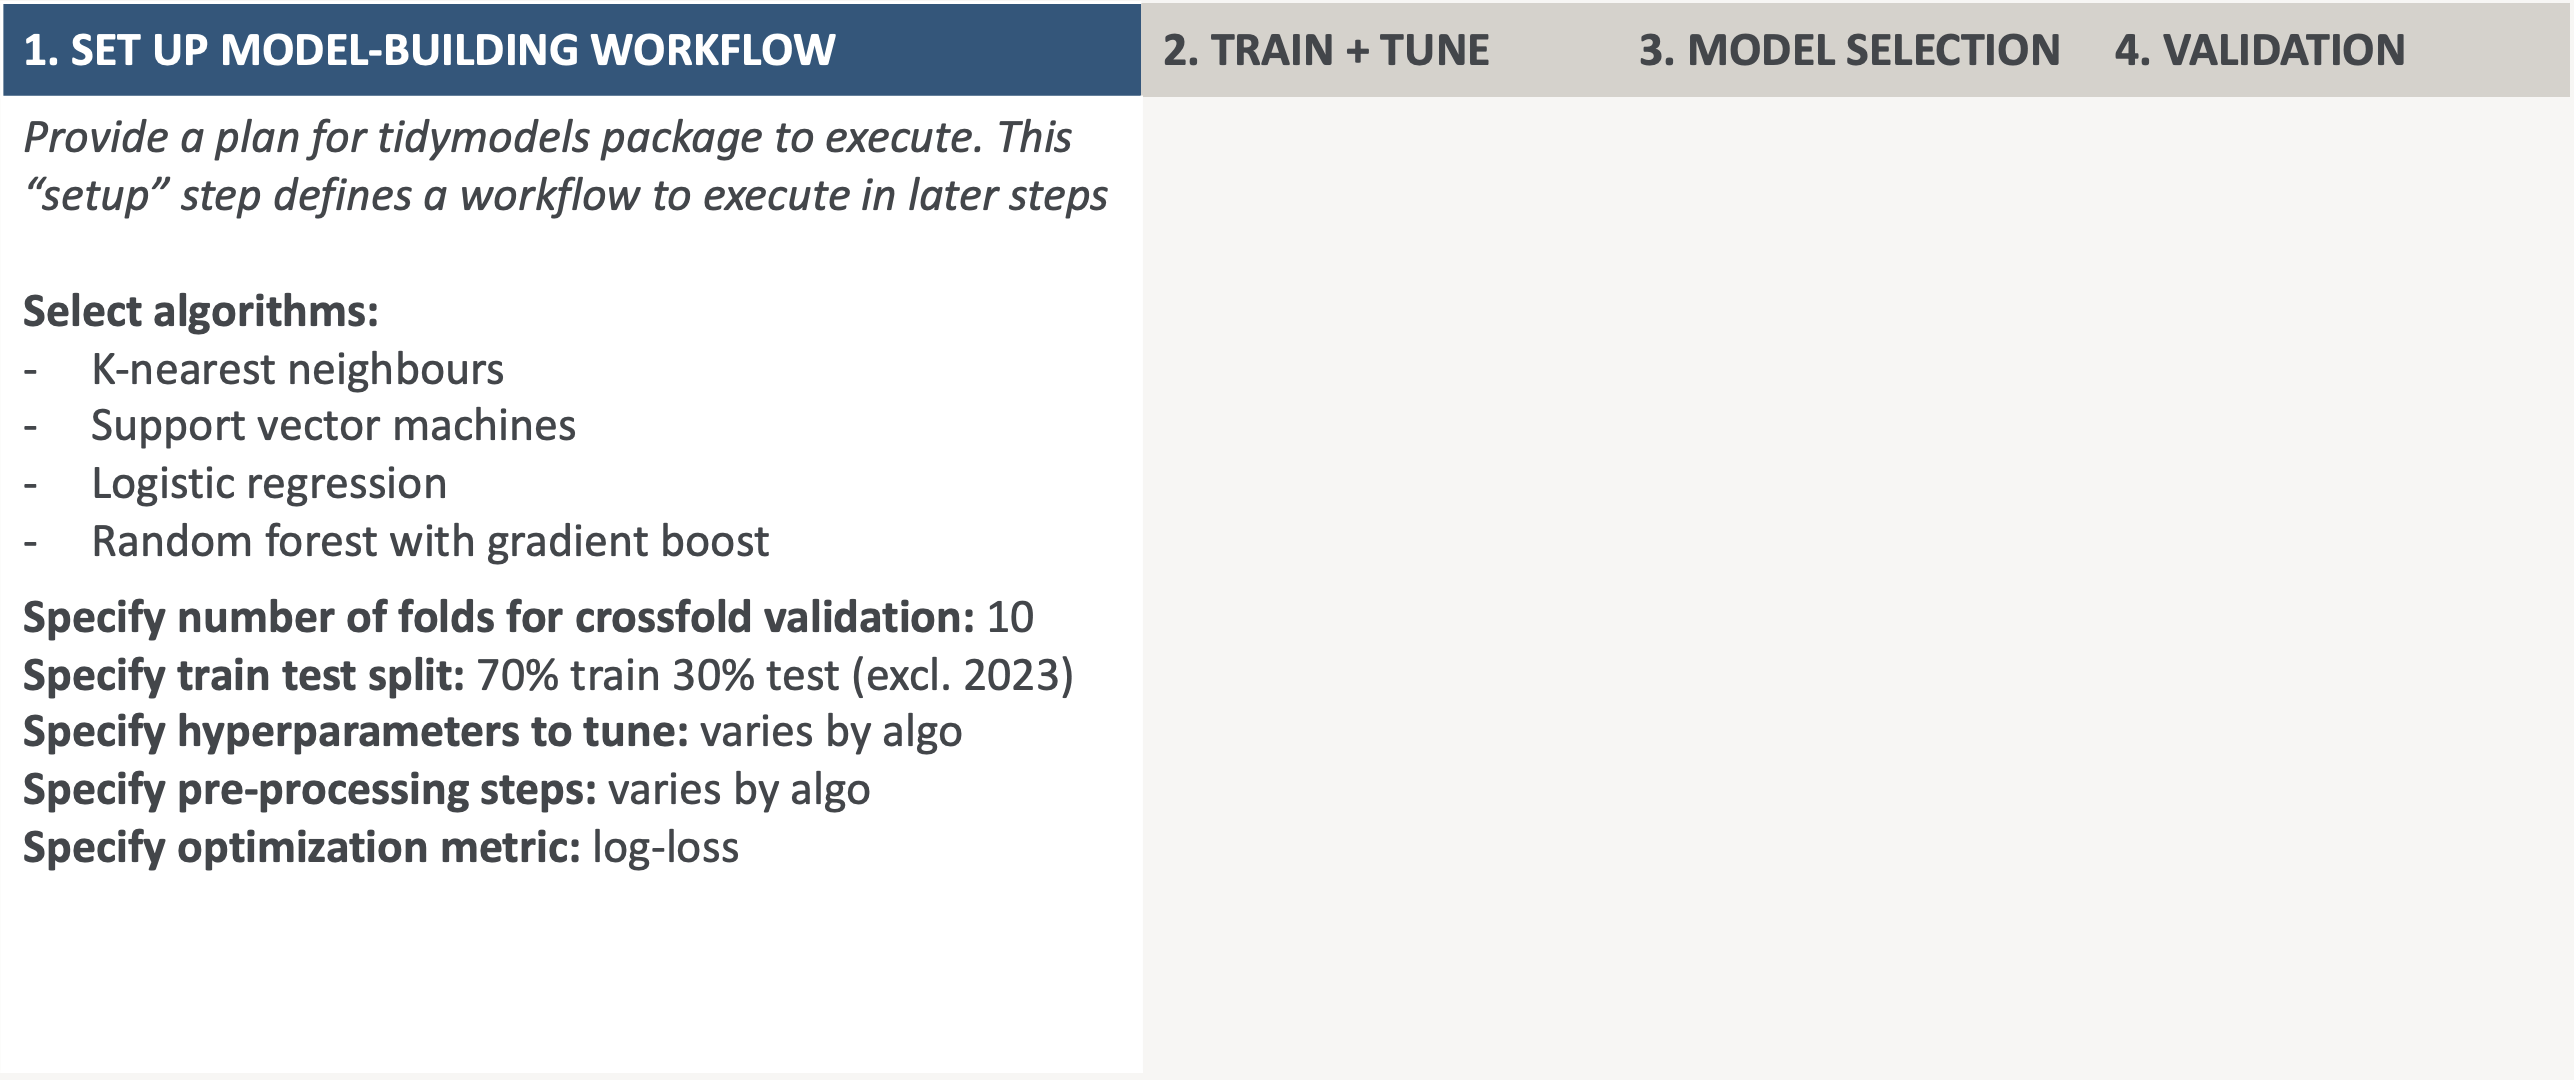 1. SET UP MODEL-BUILDING WORKFLOW
2. TRAIN + TUNE
3. MODEL SELECTION
4. VALIDATION
Provide a plan for tidymodels package to execute. This
“setup” step defines a workflow to execute in later steps
Select algorithms:
- K-nearest neighbours
- Support vector machines
- Logistic regression
- Random forest with gradient boost
Specify number of folds for crossfold validation: 10
Specify train test split: 70% train 30% test (excl. 2023)
Specify hyperparameters to tune: varies by algo
Specify pre-processing steps: varies by algo
Specify optimization metric: log-loss